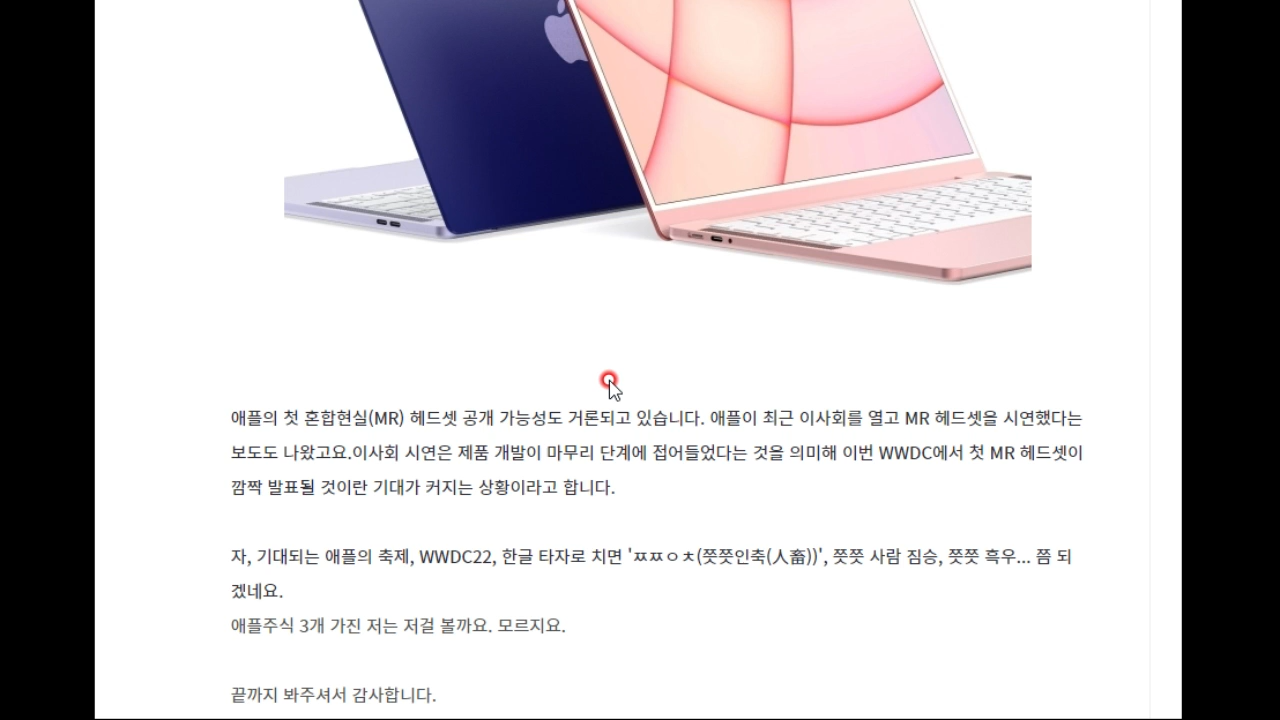 애플의 첫 혼합현실(MR) 헤드셋 공개 가능성도 거론되고 있습니다. 애플이 최근 이사회를 열고 MR 헤드셋을 시연했다는
보도도 나왔고요.이사회 시연은 제품 개발이 마무리 단계에 접어들었다는 것을 의미해 이번 WWDC에서 첫 MR 헤드셋이
깜짝 발표될 것이란 기대가 커지는 상황이라고 합니다.
자, 기대되는 애플의 축제, WWDC22, 한글 타자로 치면 'ㅉㅉㅇㅊ(쯧쯧인축(人畜))', 쯧쯧 사람 짐승, 쯧쯧 흑우... 쯤 되
겠네요.
애플주식 3개 가진 저는 저걸 볼까요. 모르지요.
끝까지 봐주셔서 감사합니다.